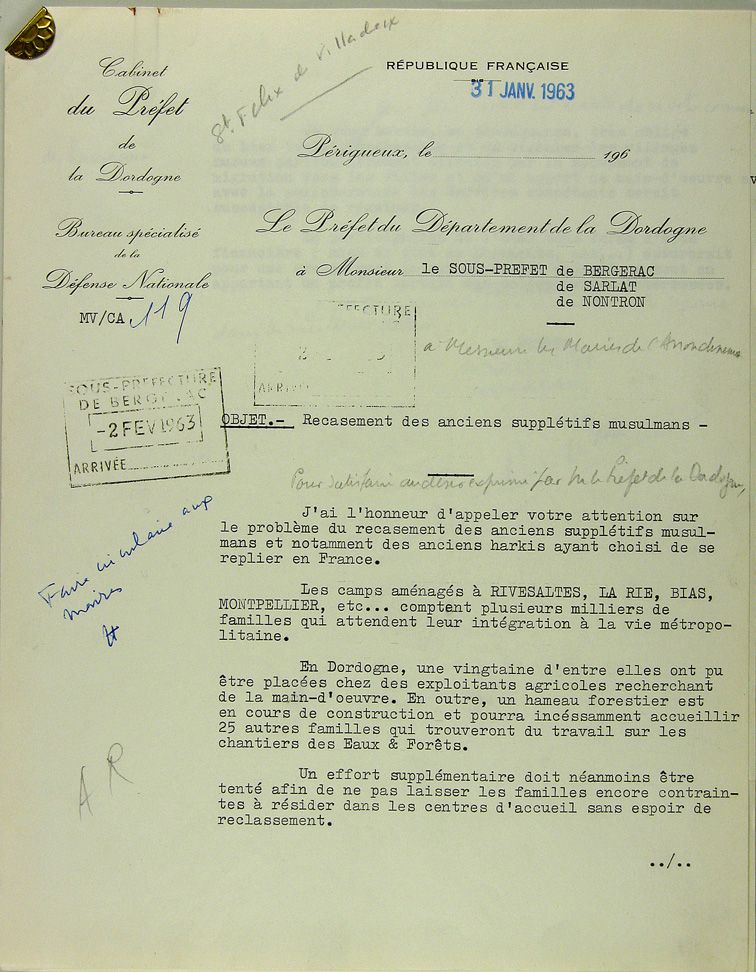 St. Felix de Villadeix
RÉPUBLIQUE FRANÇAISE
31 JANV. 1963
Cabinet
du Préfet
de
la Dordogne
Périgueux, le 196
Bureau spécialisé
de la
Défense Nationale
MV/CA 119
Le Préfet du Département de la Dordogne
à Monsieur le SOUS-PREFET de BERGERAC
de SARLAT
de NONTRON
à Messieurs les Maires de l'Arrondissement
SOUS-PREFECTURE
DE BERGERAC
-2 FEV 1963
ARRIVÉE
OBJET.- Recasement des anciens supplétifs musulmans -
Pour satisfaire au désir exprimé par M. le Préfet de la Dordogne,
J'ai l'honneur d'appeler votre attention sur
le problème du recasement des anciens supplétifs musul-
mans et notamment des anciens harkis ayant choisi de se
replier en France.
Faire circulaire aux
maires
Les camps aménagés à RIVESALTES, LA RIE, BIAS,
MONTPELLIER, etc... comptent plusieurs milliers de
familles qui attendent leur intégration à la vie métropo-
litaine.
En Dordogne, une vingtaine d'entre elles ont pu
être placées chez des exploitants agricoles recherchant
de la main-d'oeuvre. En outre, un hameau forestier est
en cours de construction et pourra incéssamment accueillir
25 autres familles qui trouveront du travail sur les
chantiers des Eaux & Forêts.
AR
Un effort supplémentaire doit néanmoins être
tenté afin de ne pas laisser les familles encore contrain-
tes à résider dans les centres d'accueil sans espoir de
reclassement.
../..